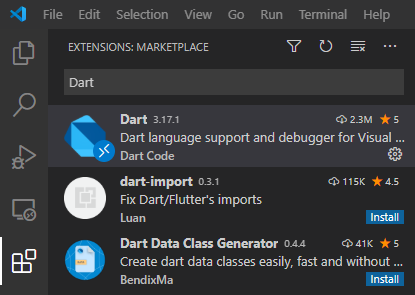 File Edit Selection View Go Run Terminal Help
EXTENSIONS: MARKETPLACE
Dart
Dart 3.17.1 2.3M 5
Dart language support and debugger for Visual ...
Dart Code
dart-import 0.3.1 115K 4.5
Fix Dart/Flutter's imports
Luan Install
Dart Data Class Generator 0.4.4 41K 5
Create dart data classes easily, fast and without ...
BendixMa Install